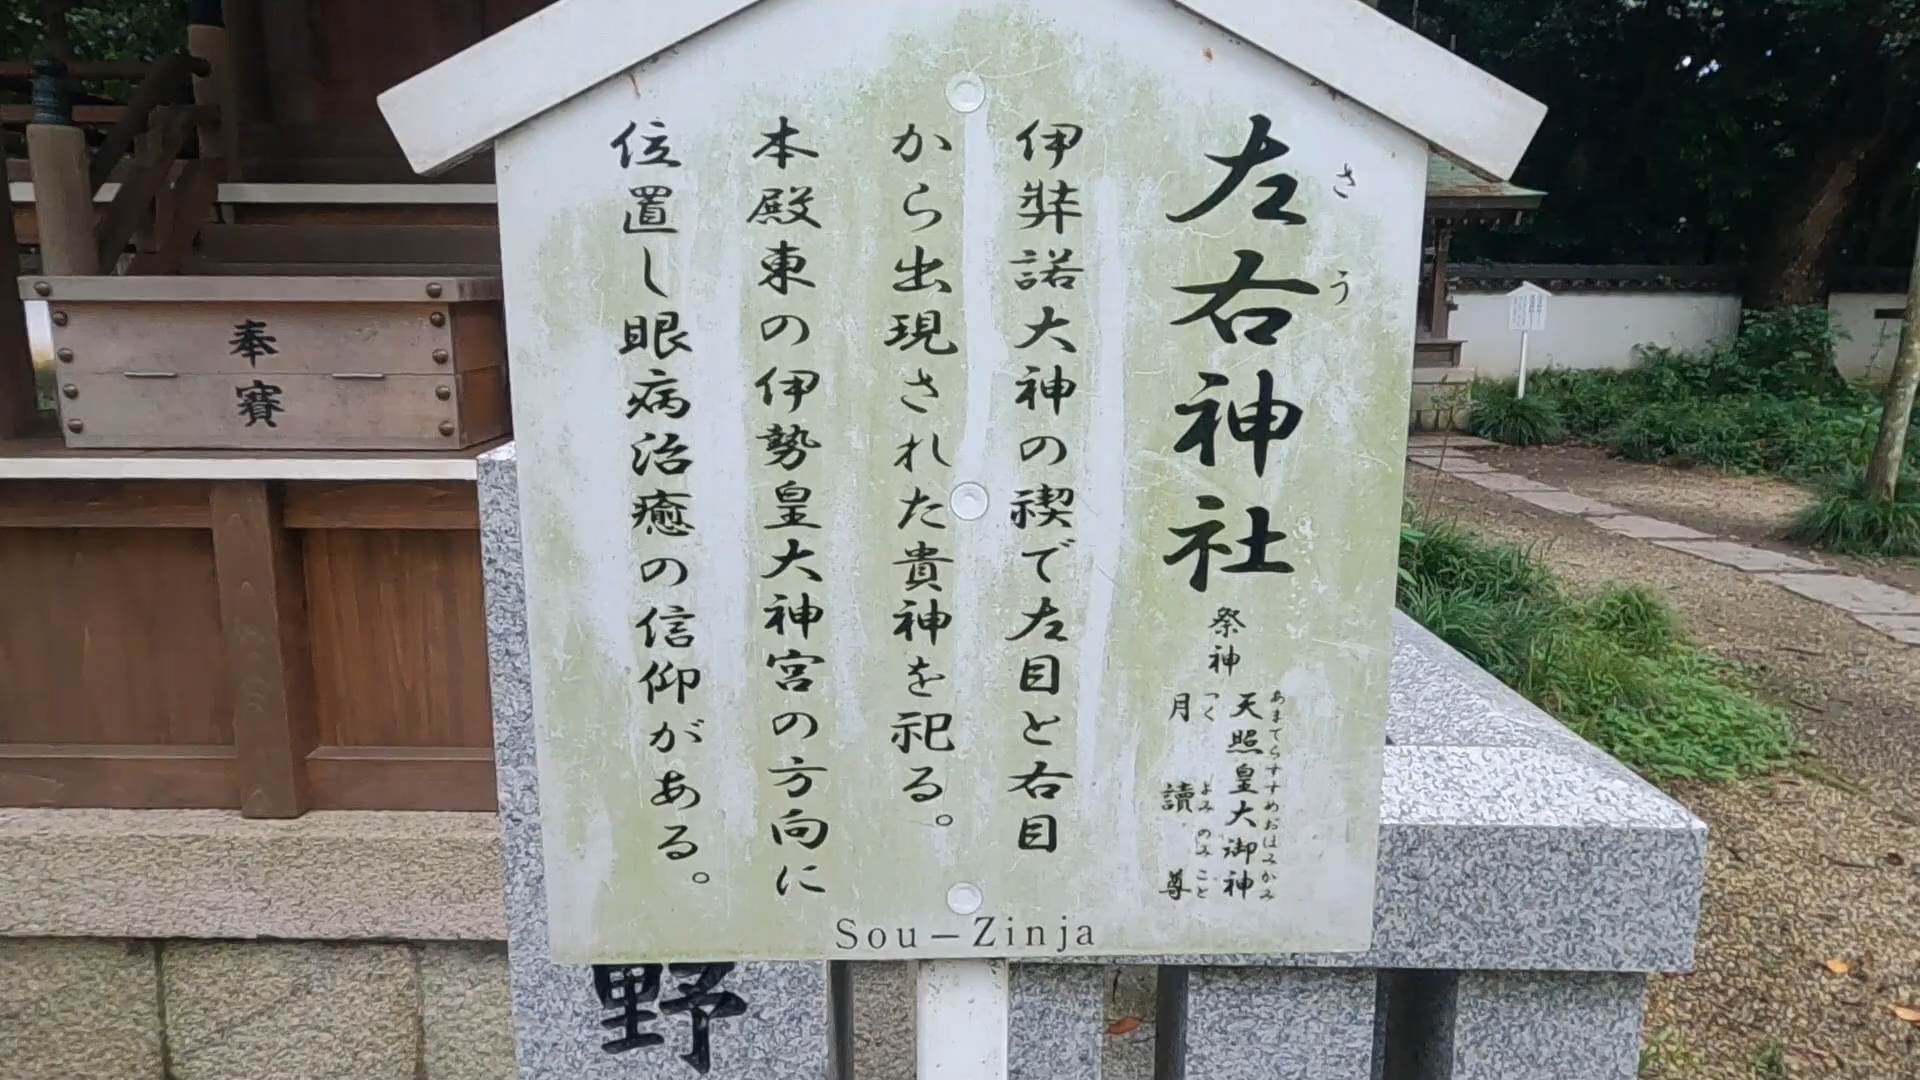 左右神社
さ う
祭神
天照皇大御神
あまてらすすめおほみかみ
月讀尊
つくよみのみこと
伊弉諾大神の禊で左目と右目
から出現された貴神を祀る。
本殿東の伊勢皇大神宮の方向に
位置し眼病治癒の信仰がある。
Sou-Zinja
奉賽
野